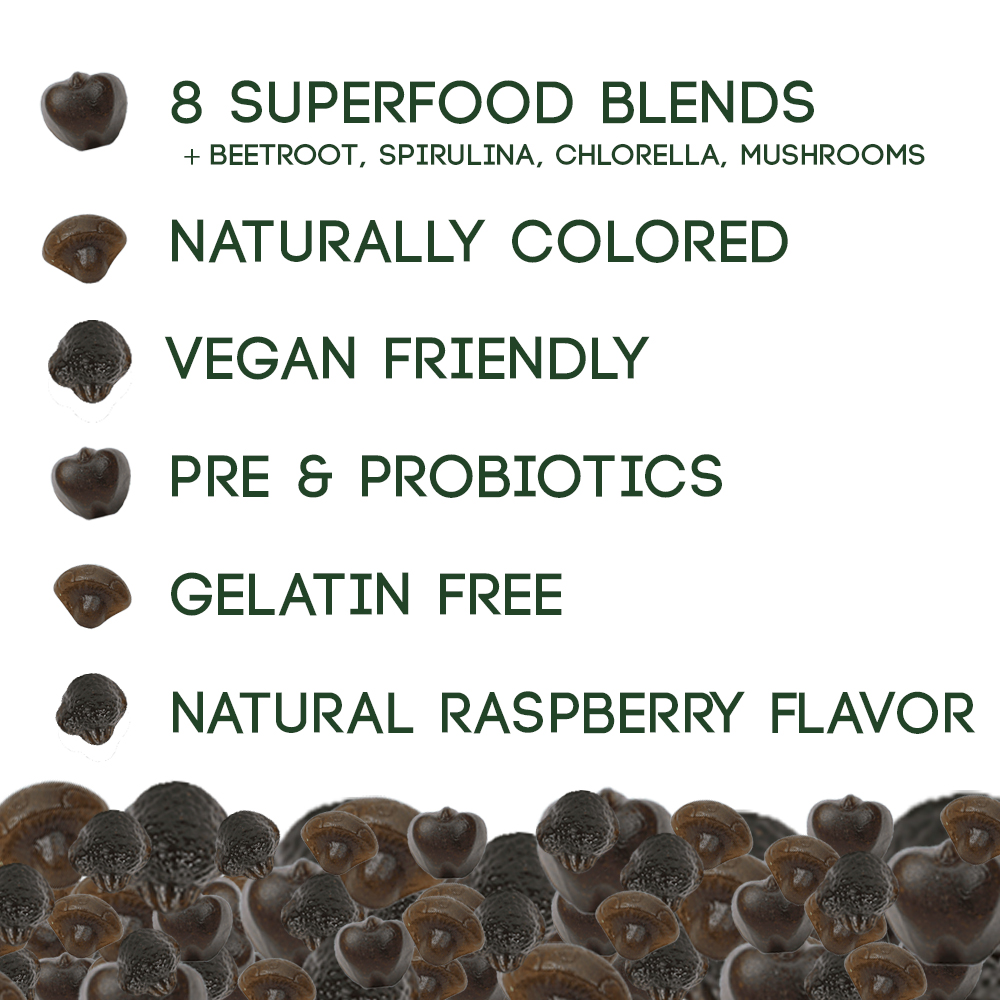 8 SUPERFOOD BLENDS
+ BEETROOT, SPIRULINA, CHLORELLA, MUSHROOMS
NATURALLY COLORED
VEGAN FRIENDLY
PRE & PROBIOTICS
GELATIN FREE
NATURAL RASPBERRY FLAVOR